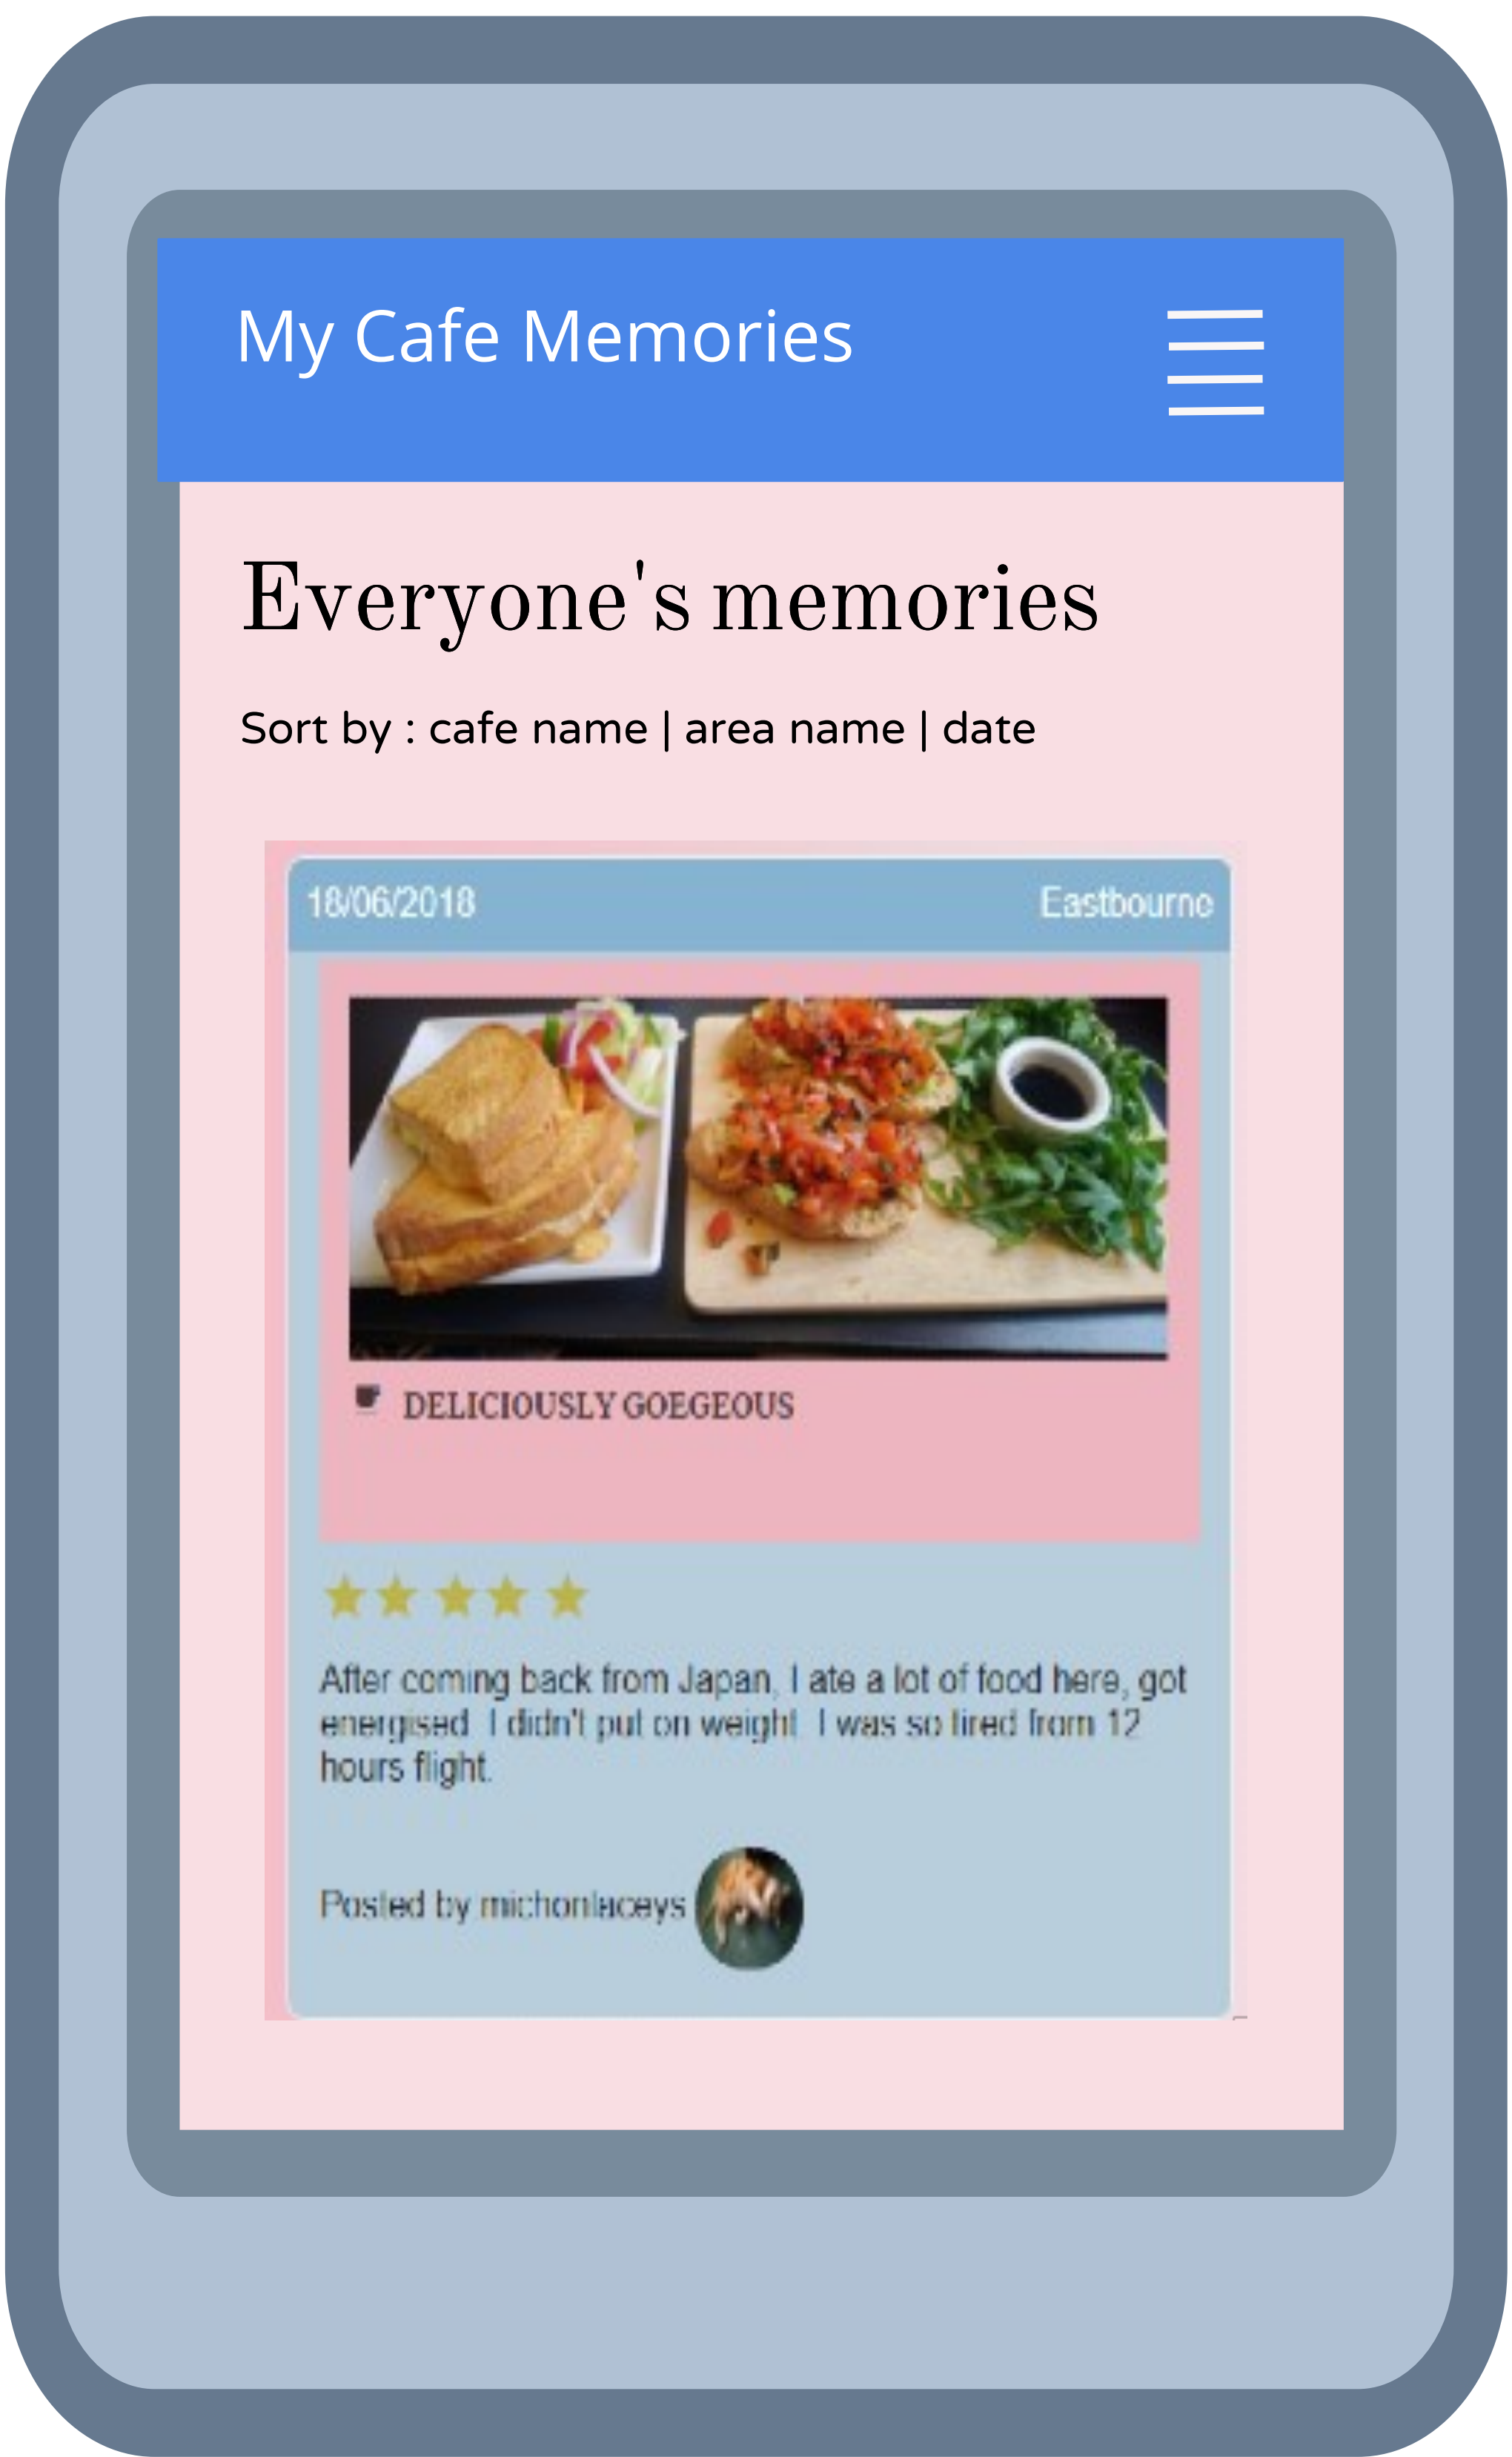 My Cafe Memories
Everyone's memories
Sort by : cafe name | area name | date
18/06/2018
Eastbourne
DELICIOUSLY GOEGEOUS
After coming back from Japan, I ate a lot of food here, got
energised. I didn't put on weight. I was so tired from 12
hours flight.
Posted by michonlaceys